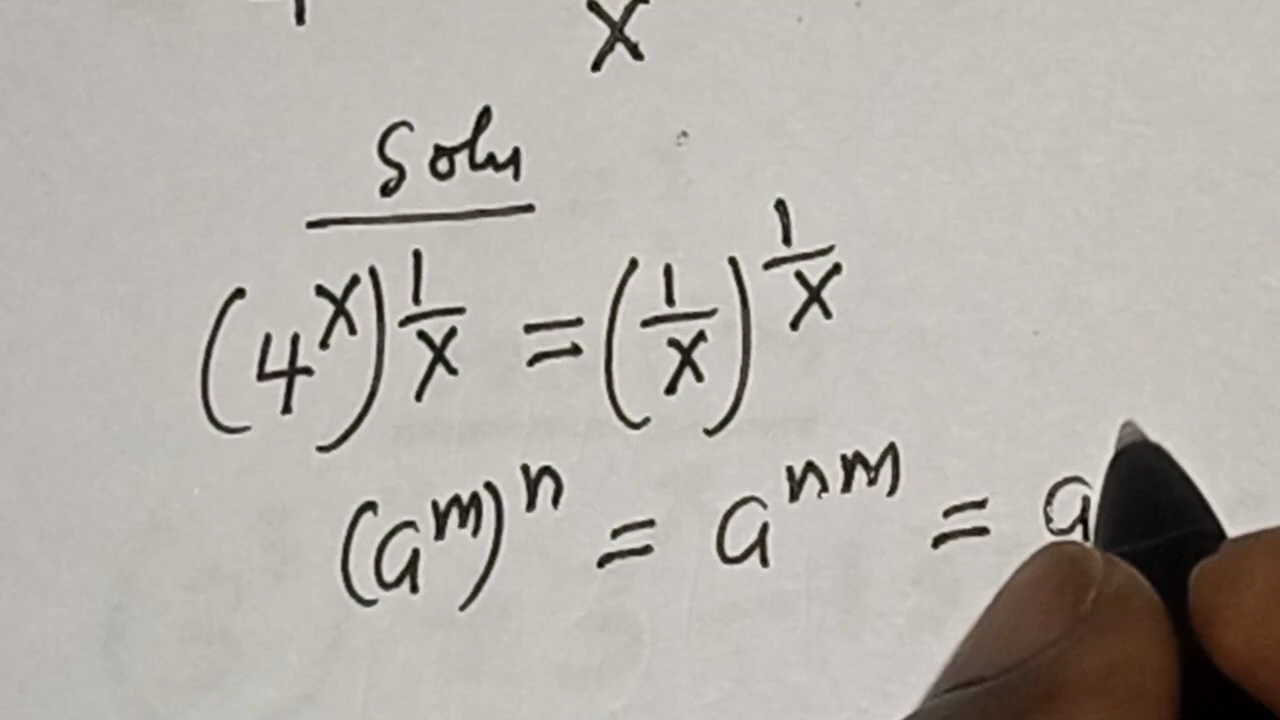 x
Soln
(4^x)^{1/x} = (1/x)^{1/x}
(a^m)^n = a^{nm} = a